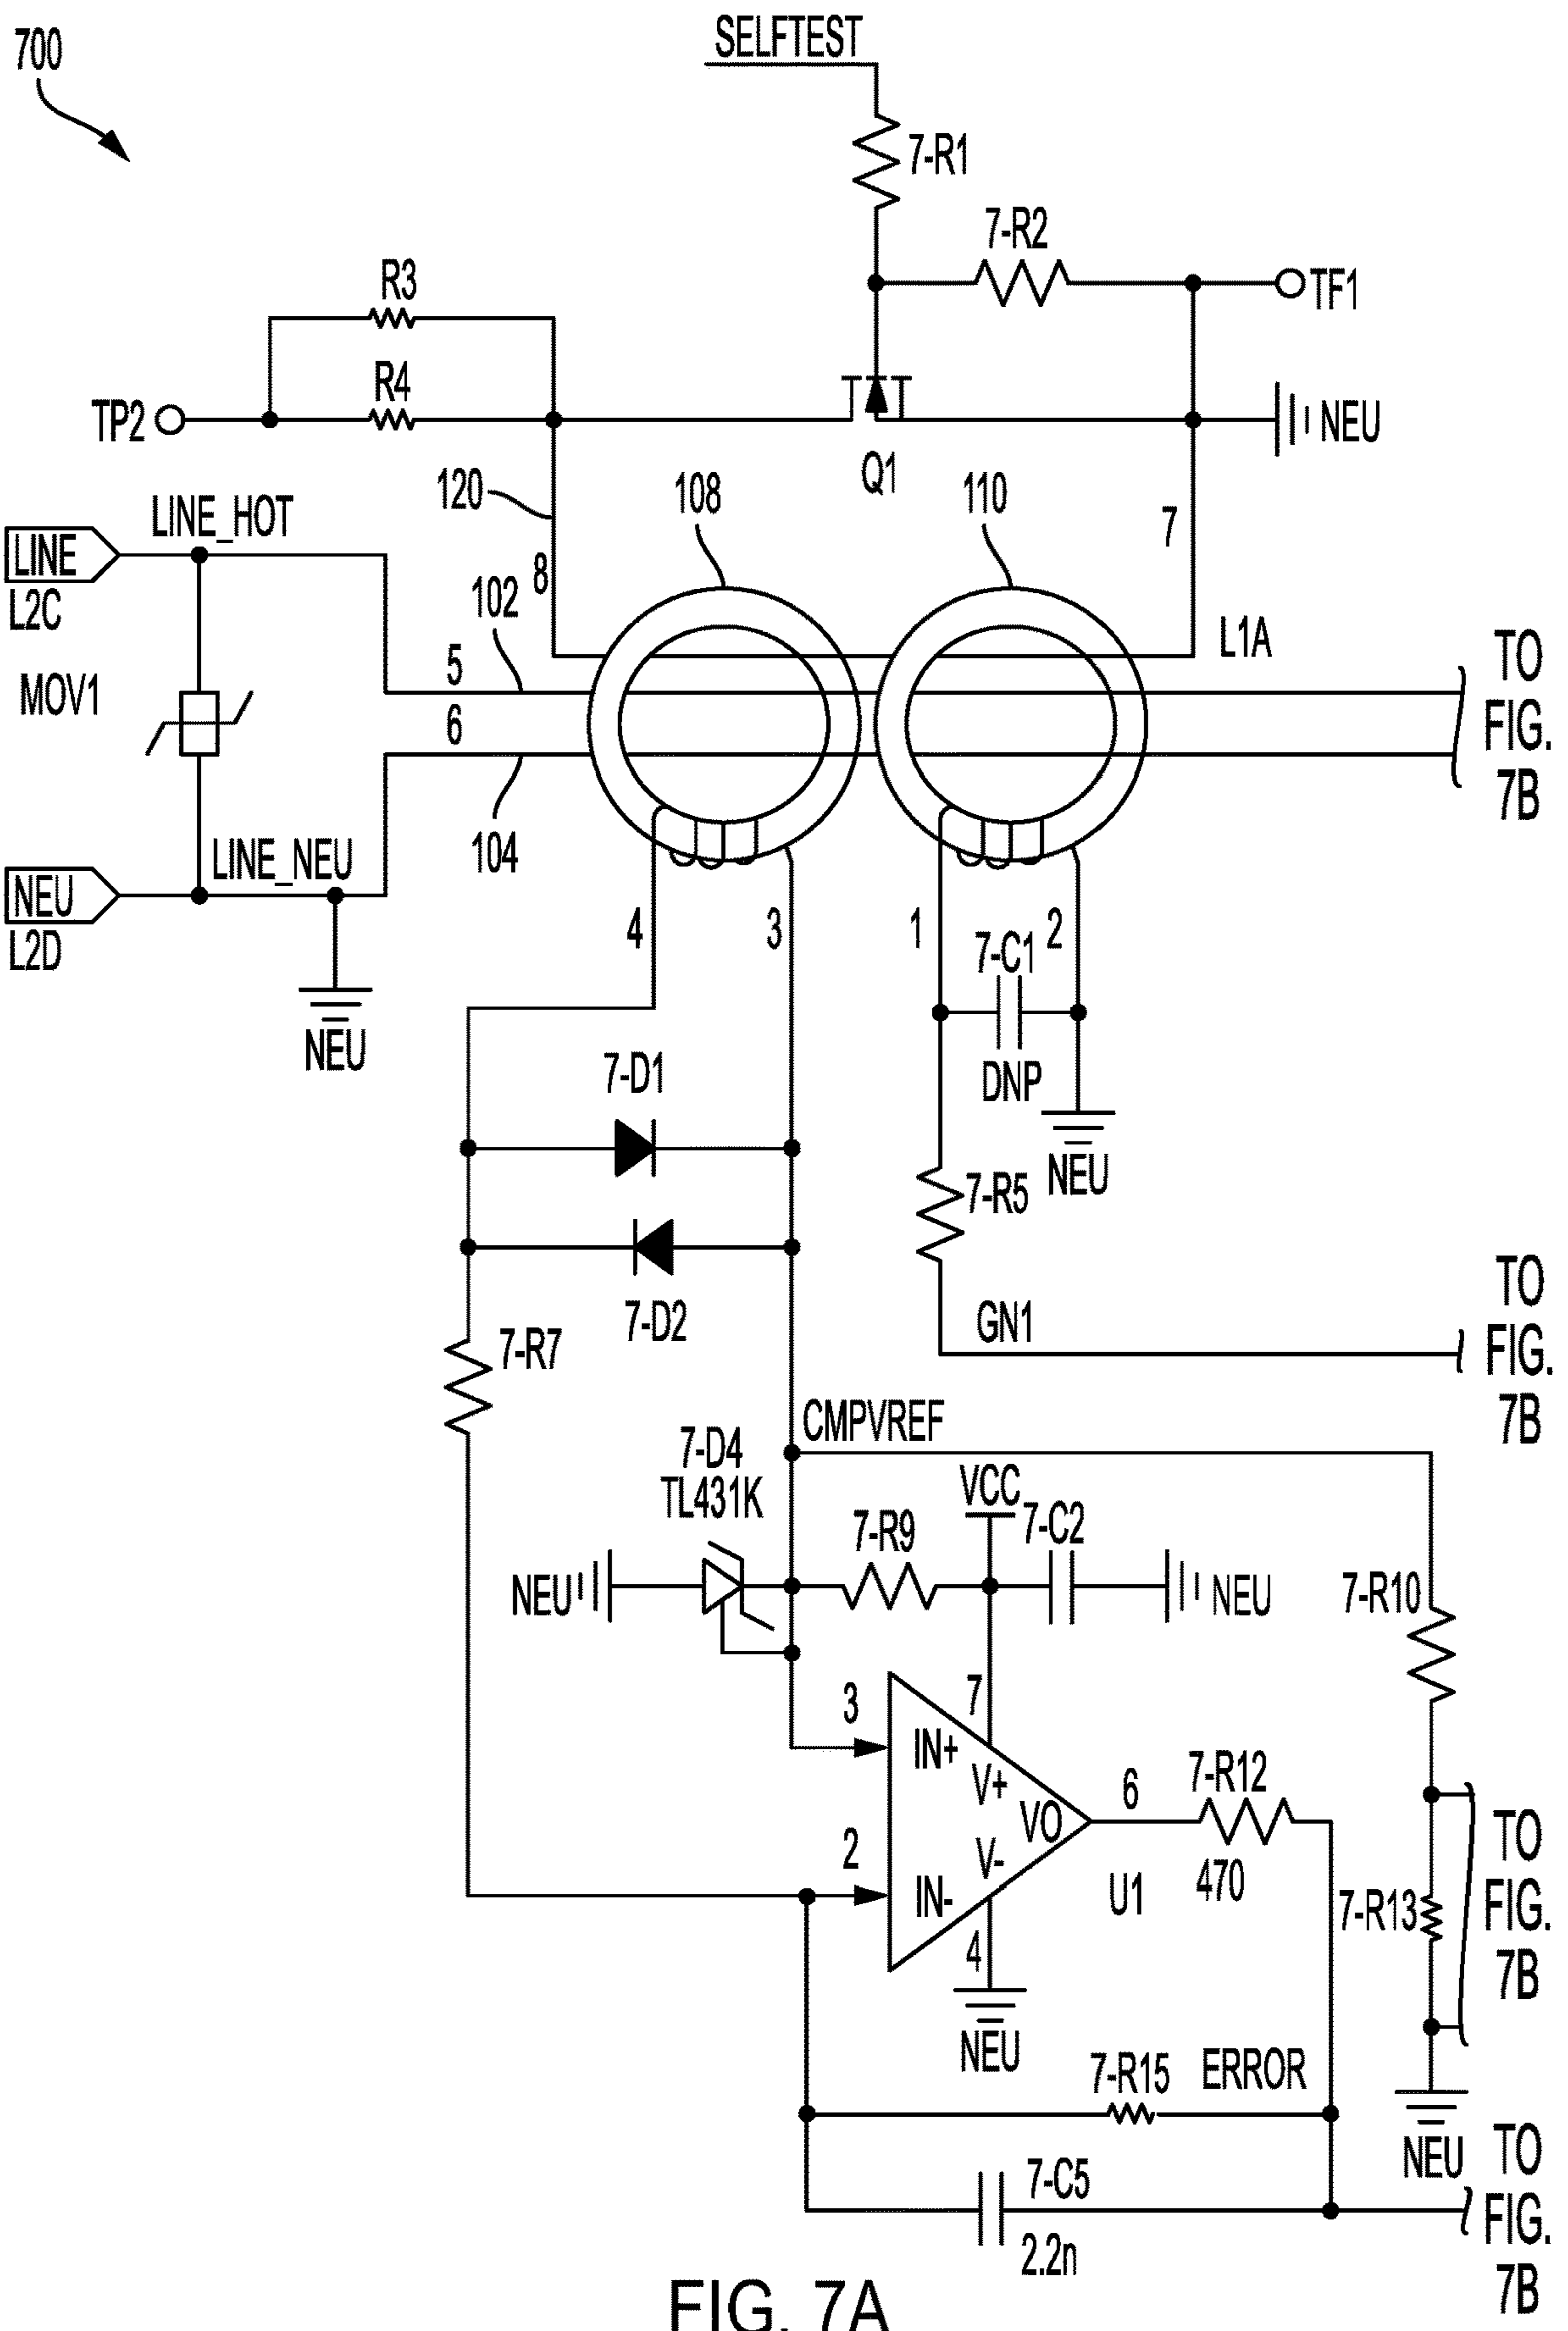 SELFTEST
700
7-R1
7-R2
R3
TF1
R4
TP2
NEU
Q1
120
108
110
7
LINE_HOT
LINE
L2C
8
102
L1A
5
TO
FIG.
7B
MOV1
6
104
LINE_NEU
NEU
L2D
4
3
1
2
7-C1
NEU
DNP
7-D1
NEU
7-R5
7-D2
7-R7
GN1
TO
FIG.
7B
CMPVREF
7-D4
TL431K
VCC
7-C2
7-R9
NEU
NEU
7-R10
3
7
IN+
V+
VO
6
7-R12
2
V-
IN-
U1
470
7-R13
TO
FIG.
7B
4
NEU
7-R15
ERROR
NEU
7-C5
2.2n
TO
FIG.
7B
FIG. 7A